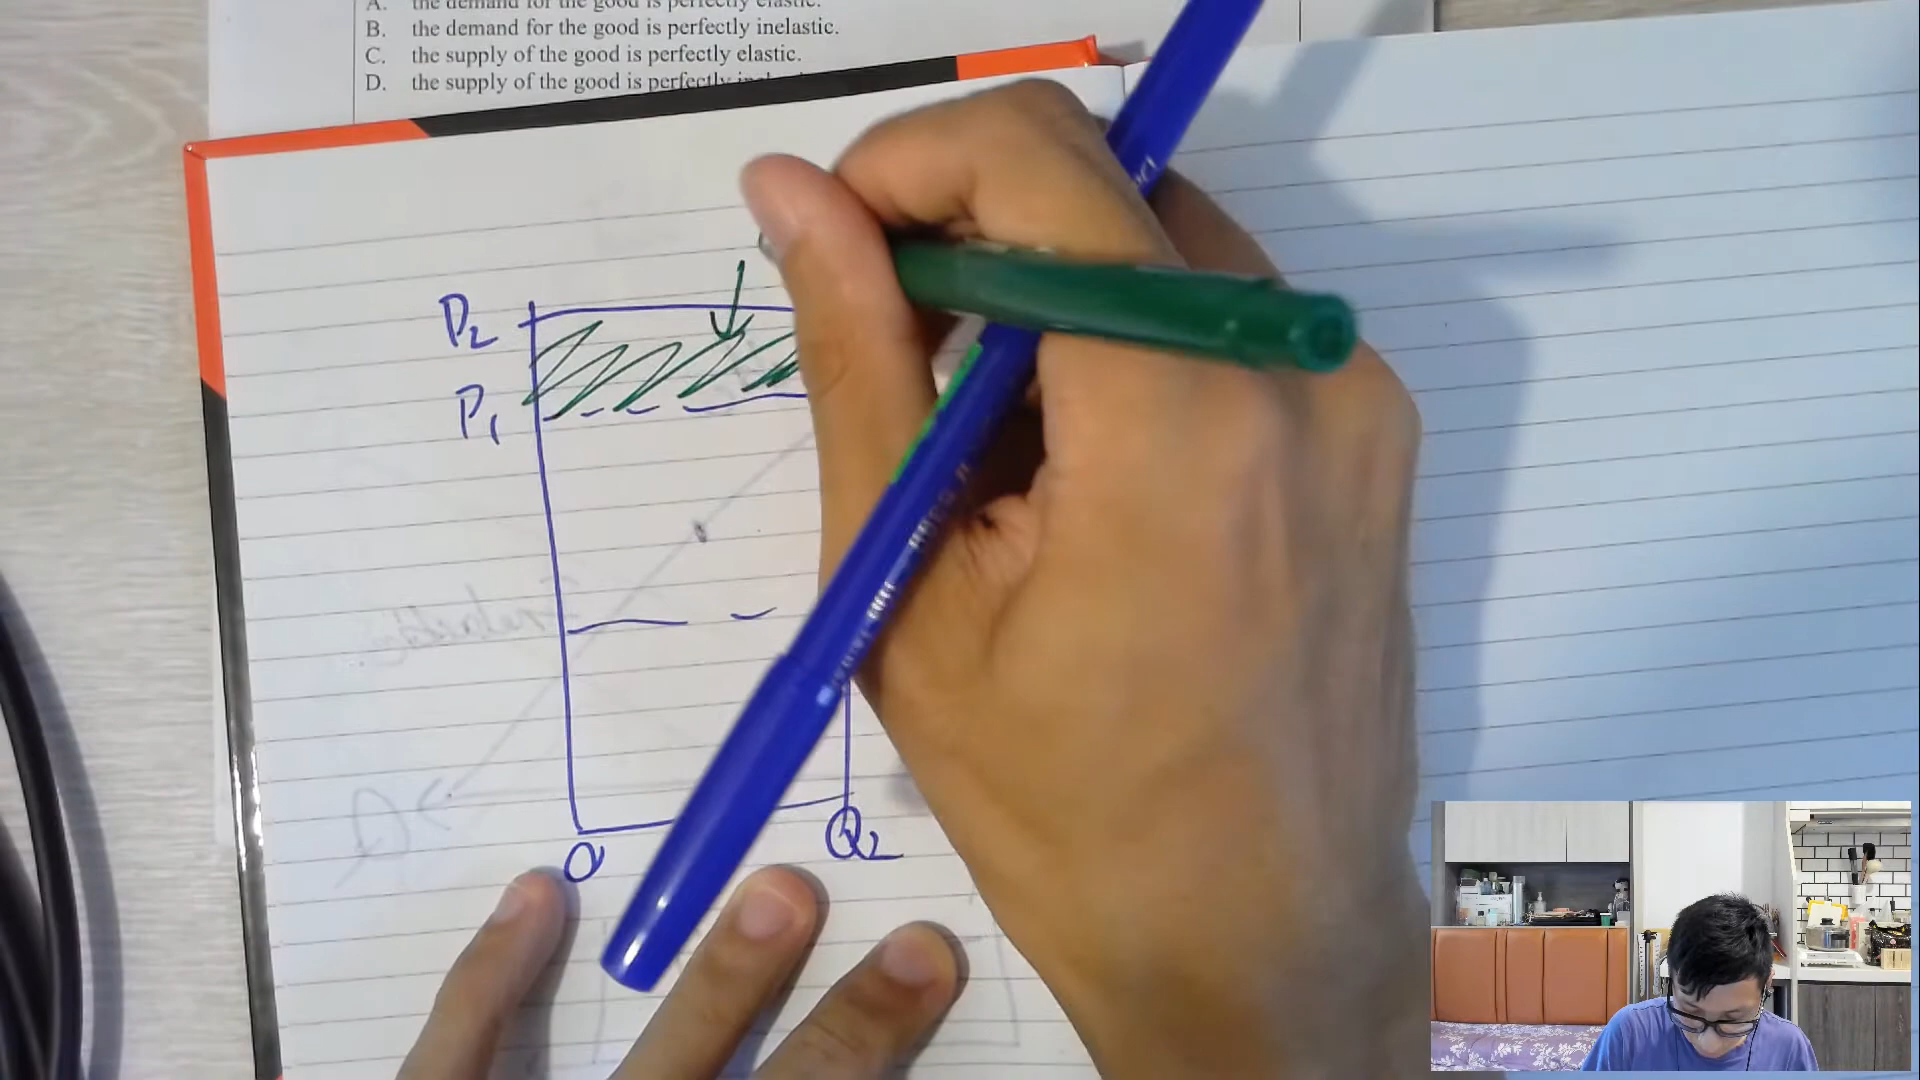 A. the demand for the good is perfectly elastic.
B. the demand for the good is perfectly inelastic.
C. the supply of the good is perfectly elastic.
D. the supply of the good is perfectly
P2
P1
O
Q2